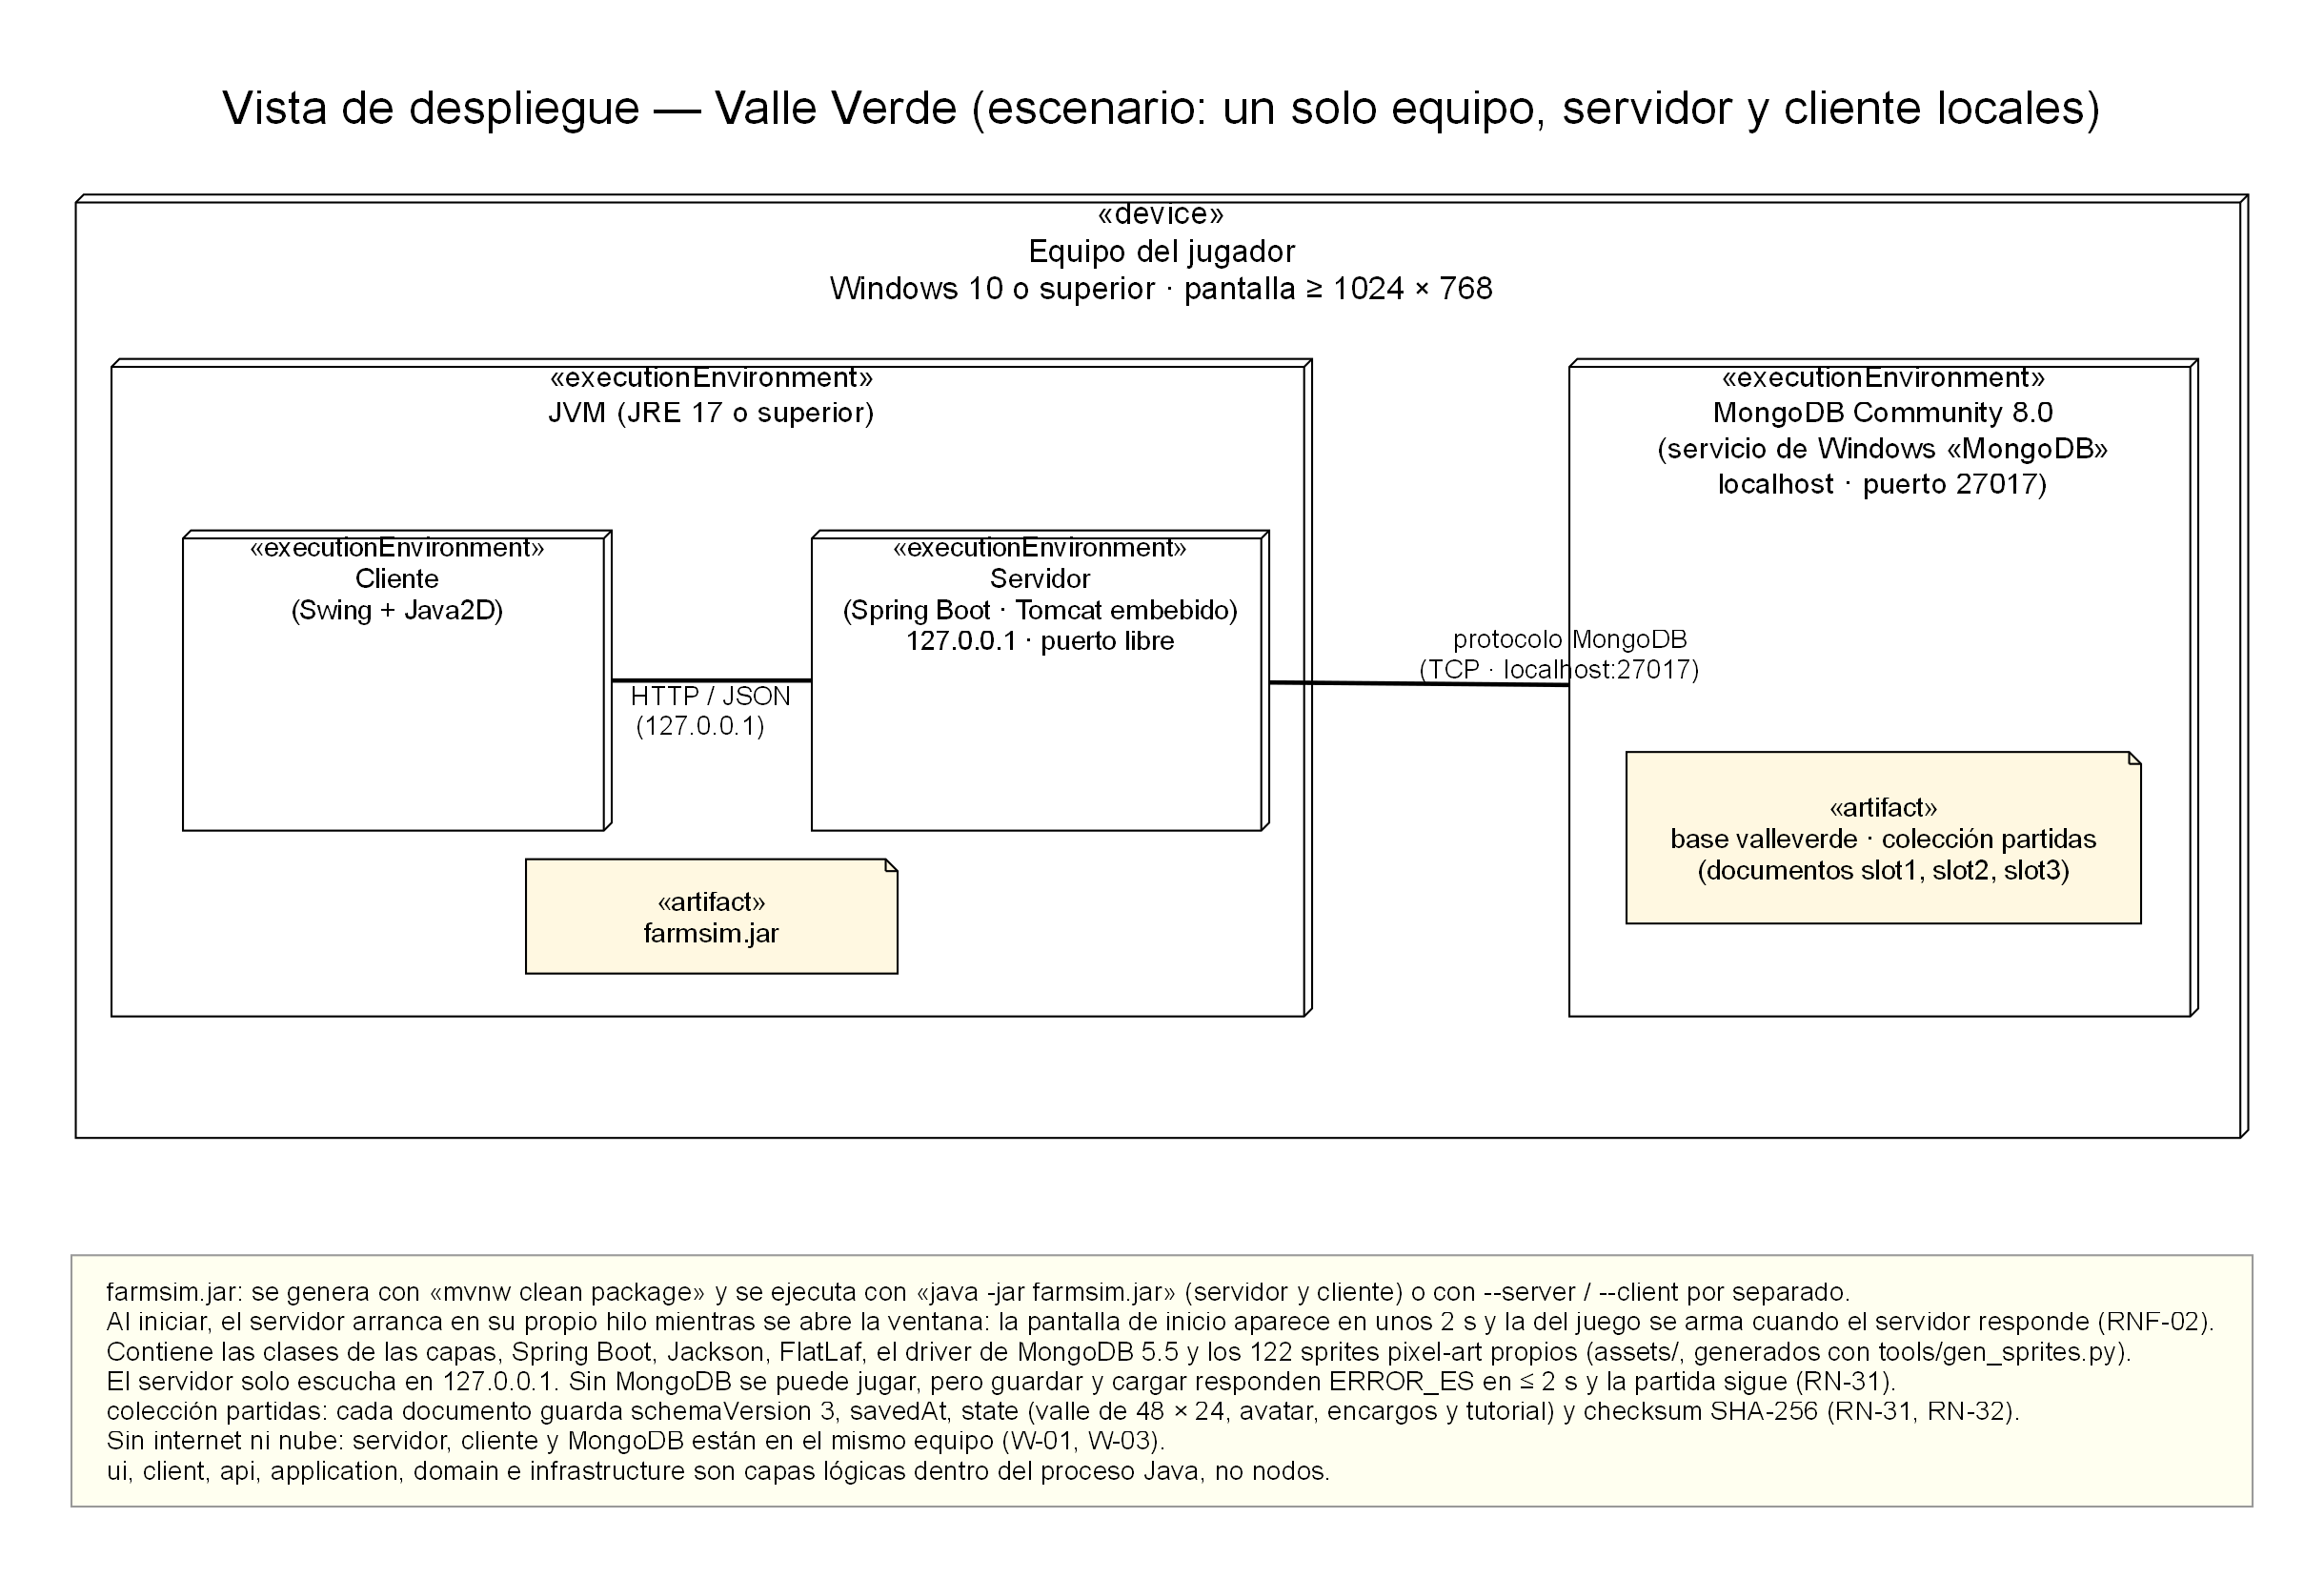 Vista de despliegue — Valle Verde (escenario: un solo equipo, servidor y cliente locales)
«device»
Equipo del jugador
Windows 10 o superior · pantalla ≥ 1024 × 768
«executionEnvironment»
JVM (JRE 17 o superior)
«executionEnvironment»
Cliente
(Swing + Java2D)
HTTP / JSON
(127.0.0.1)
«executionEnvironment»
Servidor
(Spring Boot · Tomcat embebido)
127.0.0.1 · puerto libre
«artifact»
farmsim.jar
protocolo MongoDB
(TCP · localhost:27017)
«executionEnvironment»
MongoDB Community 8.0
(servicio de Windows «MongoDB»
localhost · puerto 27017)
«artifact»
base valleverde · colección partidas
(documentos slot1, slot2, slot3)
farmsim.jar: se genera con «mvnw clean package» y se ejecuta con «java -jar farmsim.jar» (servidor y cliente) o con --server / --client por separado.
Al iniciar, el servidor arranca en su propio hilo mientras se abre la ventana: la pantalla de inicio aparece en unos 2 s y la del juego se arma cuando el servidor responde (RNF-02).
Contiene las clases de las capas, Spring Boot, Jackson, FlatLaf, el driver de MongoDB 5.5 y los 122 sprites pixel-art propios (assets/, generados con tools/gen_sprites.py).
El servidor solo escucha en 127.0.0.1. Sin MongoDB se puede jugar, pero guardar y cargar responden ERROR_ES en ≤ 2 s y la partida sigue (RN-31).
colección partidas: cada documento guarda schemaVersion 3, savedAt, state (valle de 48 × 24, avatar, encargos y tutorial) y checksum SHA-256 (RN-31, RN-32).
Sin internet ni nube: servidor, cliente y MongoDB están en el mismo equipo (W-01, W-03).
ui, client, api, application, domain e infrastructure son capas lógicas dentro del proceso Java, no nodos.